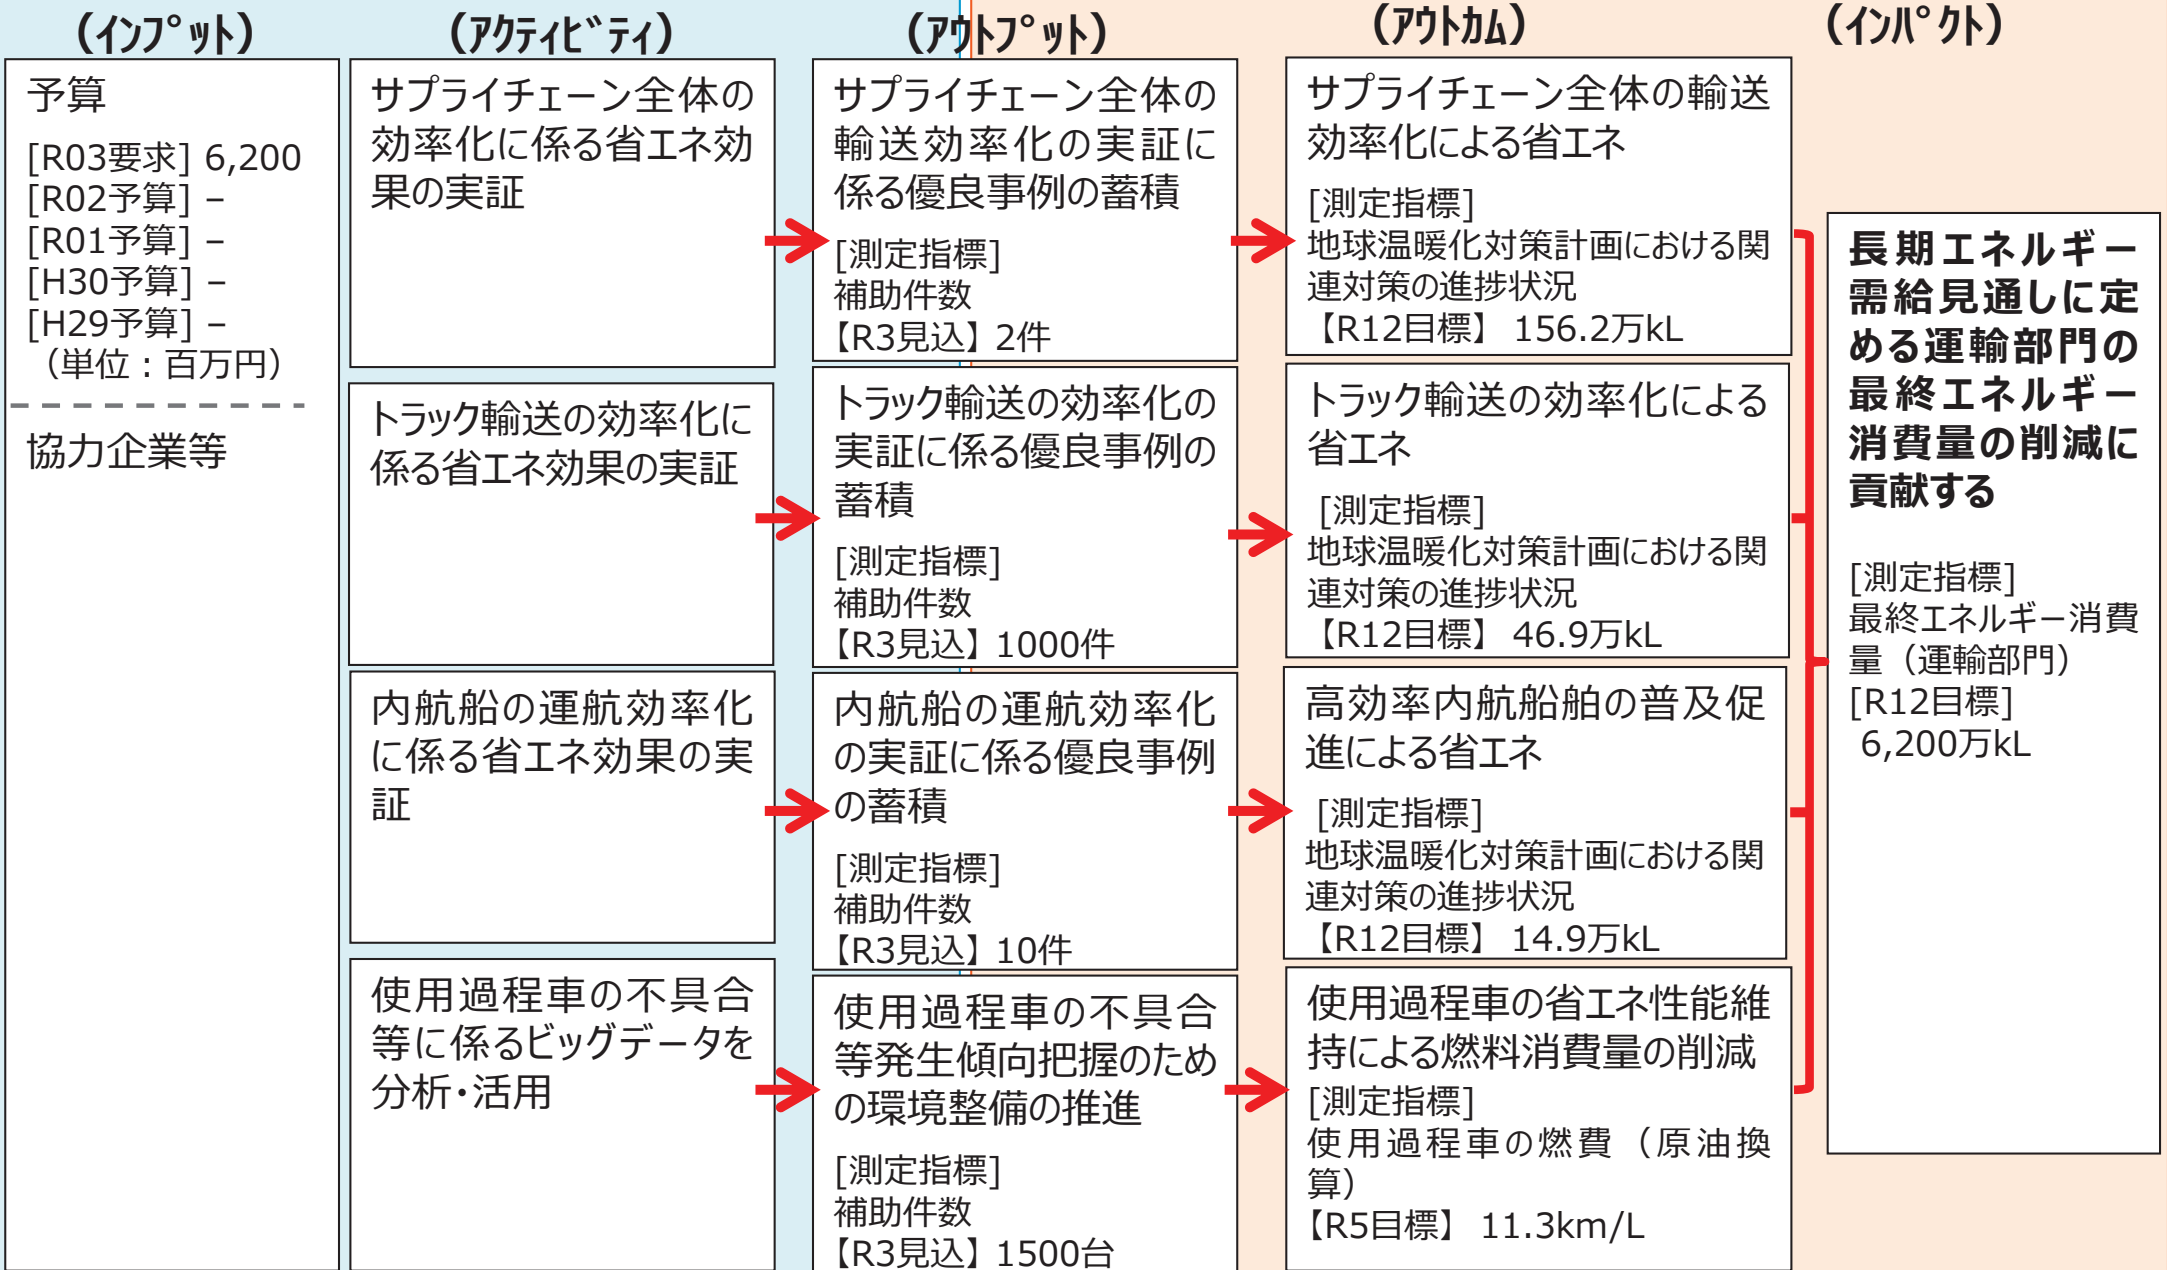 (インプット)
(アクティビティ)
(アウトプット)
(アウトカム)
(インパクト)
予算
[R03要求] 6,200
[R02予算] –
[R01予算] –
[H30予算] –
[H29予算] –
（単位：百万円）
協力企業等
サプライチェーン全体の
効率化に係る省エネ効
果の実証
トラック輸送の効率化に
係る省エネ効果の実証
内航船の運航効率化
に係る省エネ効果の実
証
使用過程車の不具合
等に係るビッグデータを
分析・活用
サプライチェーン全体の
輸送効率化の実証に
係る優良事例の蓄積
[測定指標]
補助件数
【R3見込】2件
トラック輸送の効率化の
実証に係る優良事例の
蓄積
[測定指標]
補助件数
【R3見込】1000件
内航船の運航効率化
の実証に係る優良事例
の蓄積
[測定指標]
補助件数
【R3見込】10件
使用過程車の不具合
等発生傾向把握のため
の環境整備の推進
[測定指標]
補助件数
【R3見込】1500台
サプライチェーン全体の輸送
効率化による省エネ
[測定指標]
地球温暖化対策計画における関
連対策の進捗状況
【R12目標】 156.2万kL
トラック輸送の効率化による
省エネ
[測定指標]
地球温暖化対策計画における関
連対策の進捗状況
【R12目標】 46.9万kL
高効率内航船舶の普及促
進による省エネ
[測定指標]
地球温暖化対策計画における関
連対策の進捗状況
【R12目標】 14.9万kL
使用過程車の省エネ性能維
持による燃料消費量の削減
[測定指標]
使用過程車の燃費（原油換
算）
【R5目標】 11.3km/L
長期エネルギー
需給見通しに定
める運輸部門の
最終エネルギー
消費量の削減に
貢献する
[測定指標]
最終エネルギー消費
量（運輸部門）
[R12目標]
6,200万kL